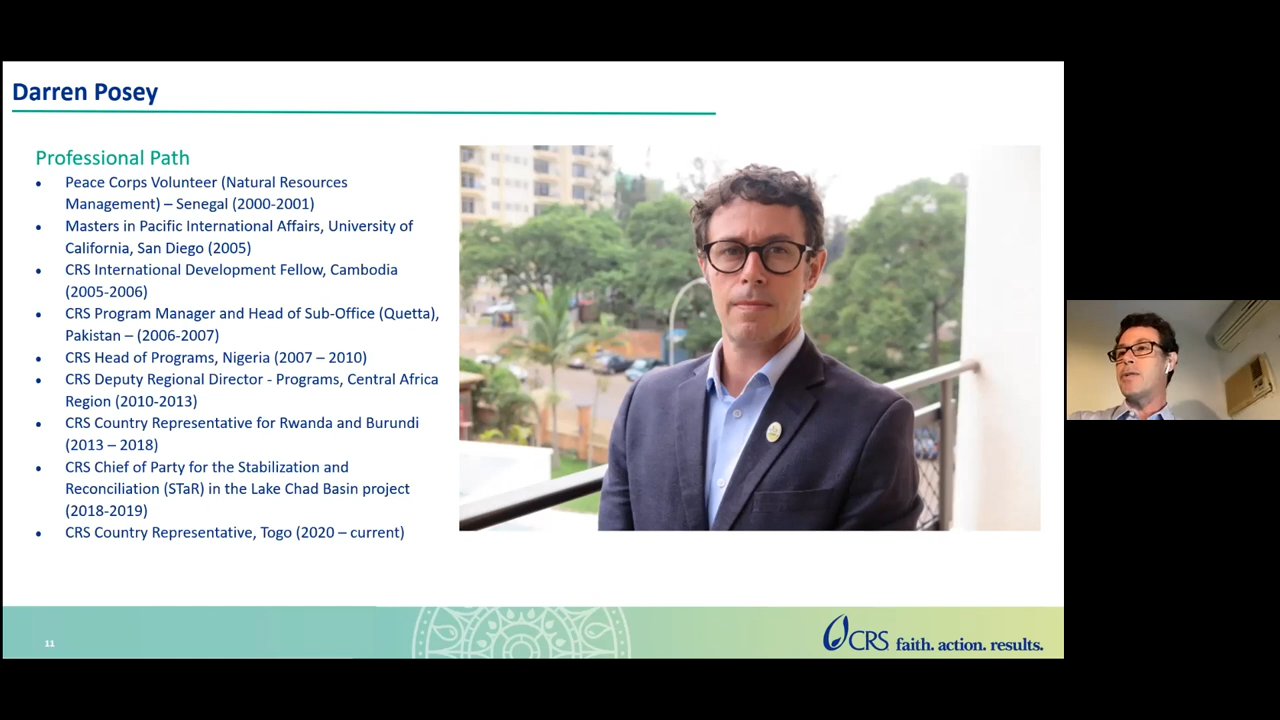 Darren Posey
Professional Path
• Peace Corps Volunteer (Natural Resources
Management) – Senegal (2000-2001)
• Masters in Pacific International Affairs, University of
California, San Diego (2005)
• CRS International Development Fellow, Cambodia
(2005-2006)
• CRS Program Manager and Head of Sub-Office (Quetta),
Pakistan – (2006-2007)
• CRS Head of Programs, Nigeria (2007 – 2010)
• CRS Deputy Regional Director - Programs, Central Africa
Region (2010-2013)
• CRS Country Representative for Rwanda and Burundi
(2013 – 2018)
• CRS Chief of Party for the Stabilization and
Reconciliation (STaR) in the Lake Chad Basin project
(2018-2019)
• CRS Country Representative, Togo (2020 – current)
11
CRS faith. action. results.